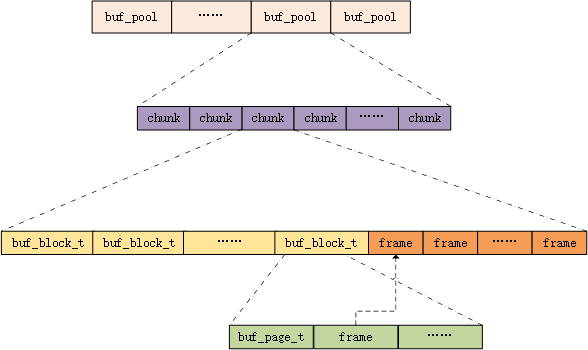 buf_pool …… buf_pool buf_pool
chunk chunk chunk chunk …… chunk
buf_block_t buf_block_t …… buf_block_t frame frame …… frame
buf_page_t frame ……